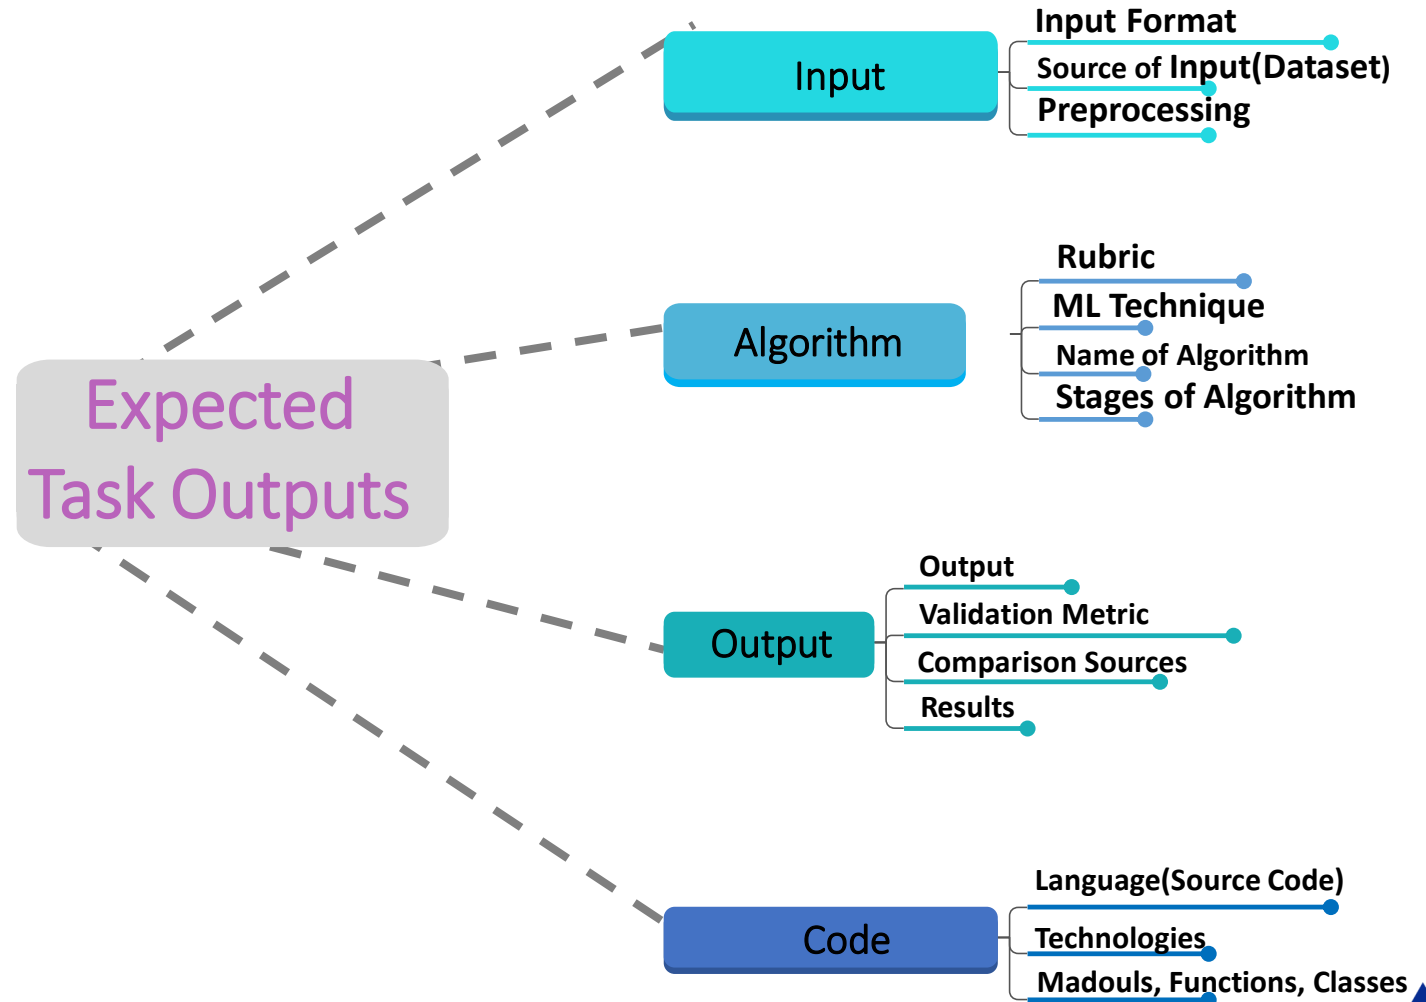 Expected
Task Outputs
Input
Input Format
Source of Input(Dataset)
Preprocessing
Algorithm
Rubric
ML Technique
Name of Algorithm
Stages of Algorithm
Output
Output
Validation Metric
Comparison Sources
Results
Code
Language(Source Code)
Technologies
Madouls, Functions, Classes